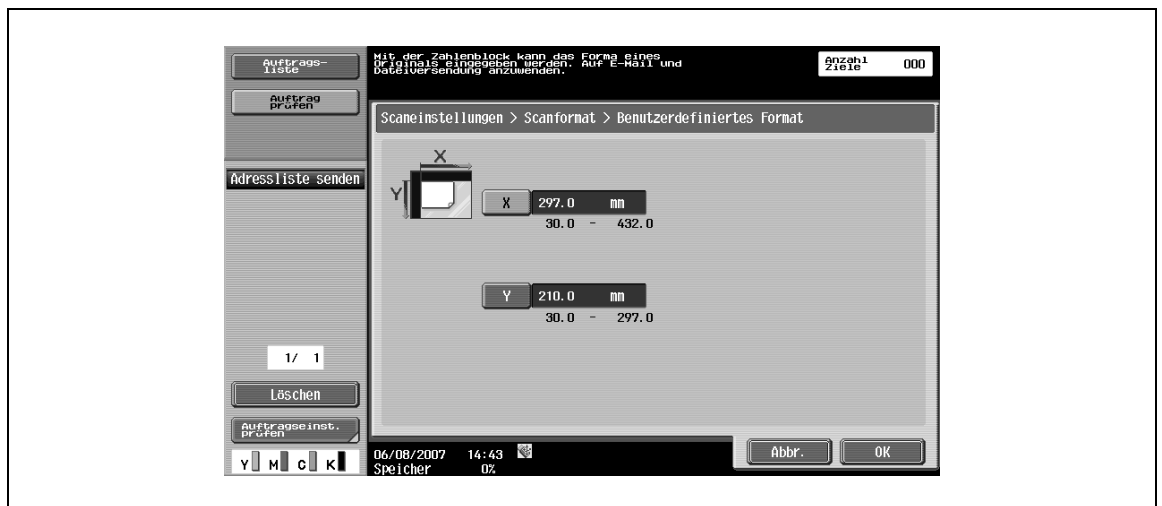 Auftrags-
liste
Auftrag
prüfen
Mit der Zahlenblock kann das Forma eines
Originals eingegeben werden. Auf E-Mail und
Dateiversendung anzuwenden.
Anzahl
Ziele 000
Scaneinstellungen > Scanformat > Benutzerdefiniertes Format
Adressliste senden
X
Y
X 297.0 mm
30.0 - 432.0
Y 210.0 mm
30.0 - 297.0
1/ 1
Löschen
Auftragseinst.
prüfen
Y M C K
06/08/2007 14:43
Speicher 0%
Abbr. OK